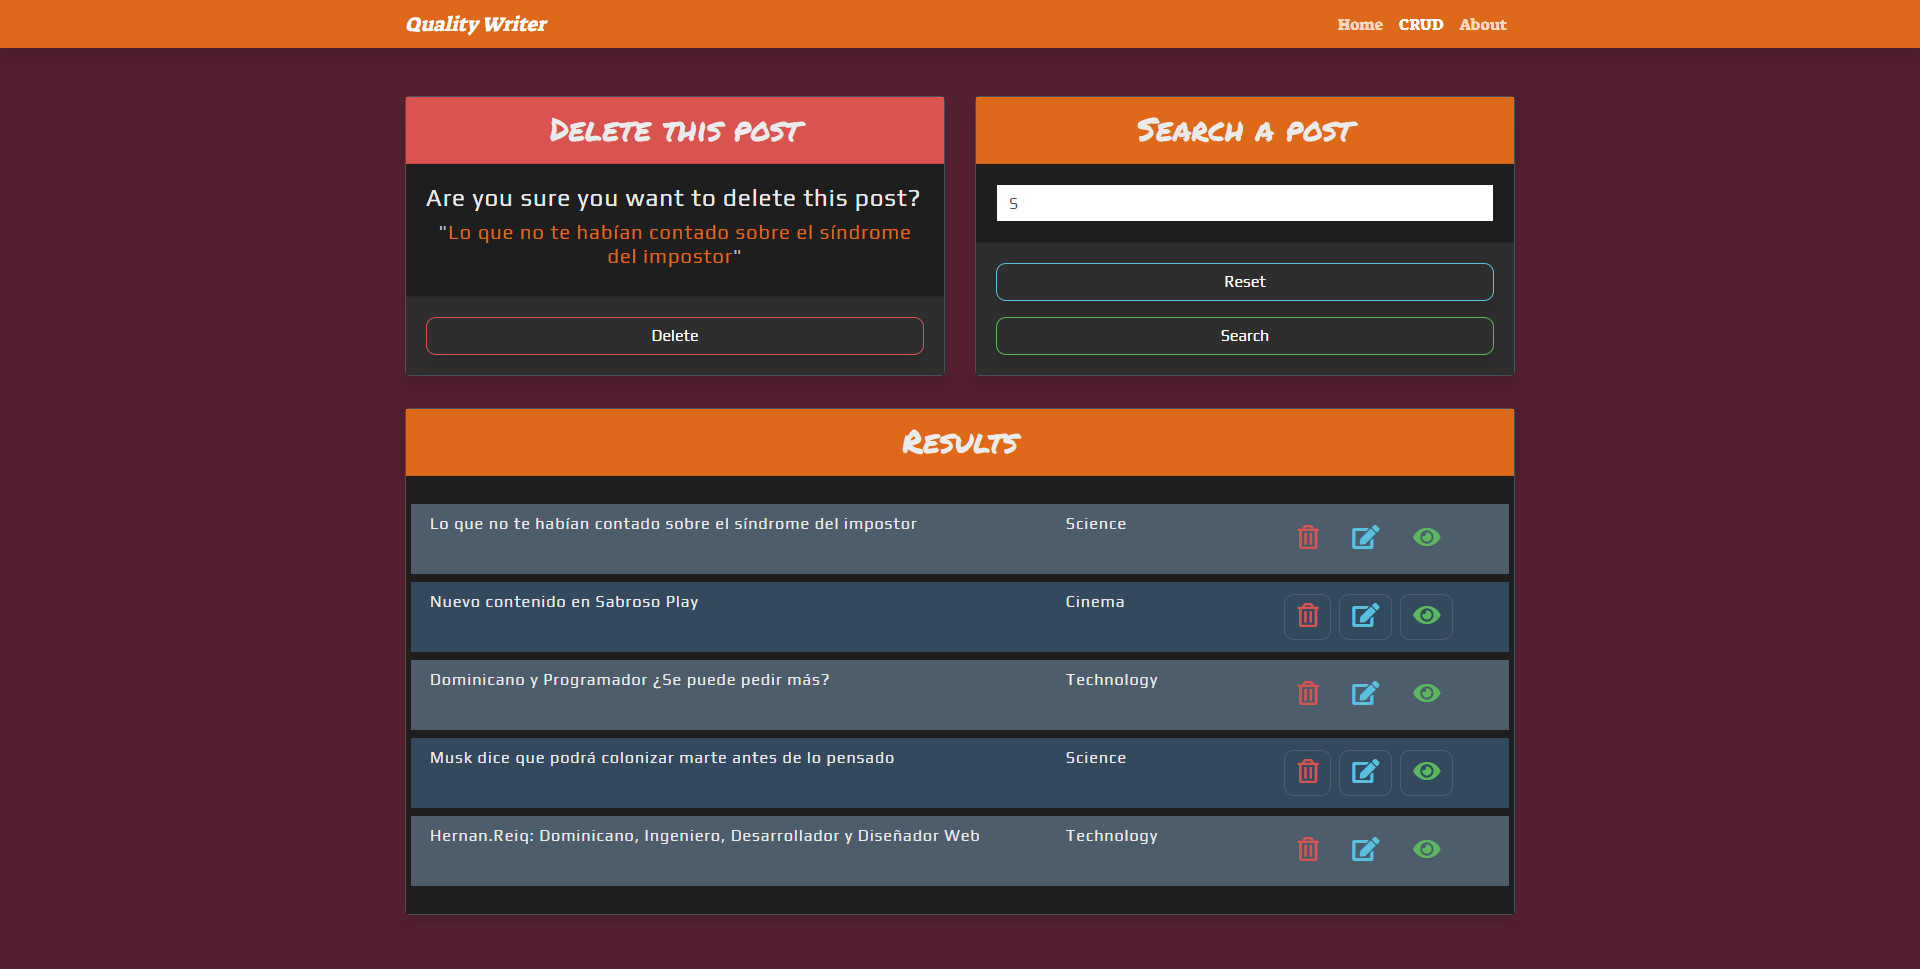 Quality Writer
Home CRUD About
Delete this post
Are you sure you want to delete this post?
"Lo que no te habían contado sobre el síndrome
del impostor"
Delete
Search a post
S
Reset
Search
Results
Lo que no te habían contado sobre el síndrome del impostor Science
Nuevo contenido en Sabroso Play Cinema
Dominicano y Programador ¿Se puede pedir más? Technology
Musk dice que podrá colonizar marte antes de lo pensado Science
Hernan.Reiq: Dominicano, Ingeniero, Desarrollador y Diseñador Web Technology